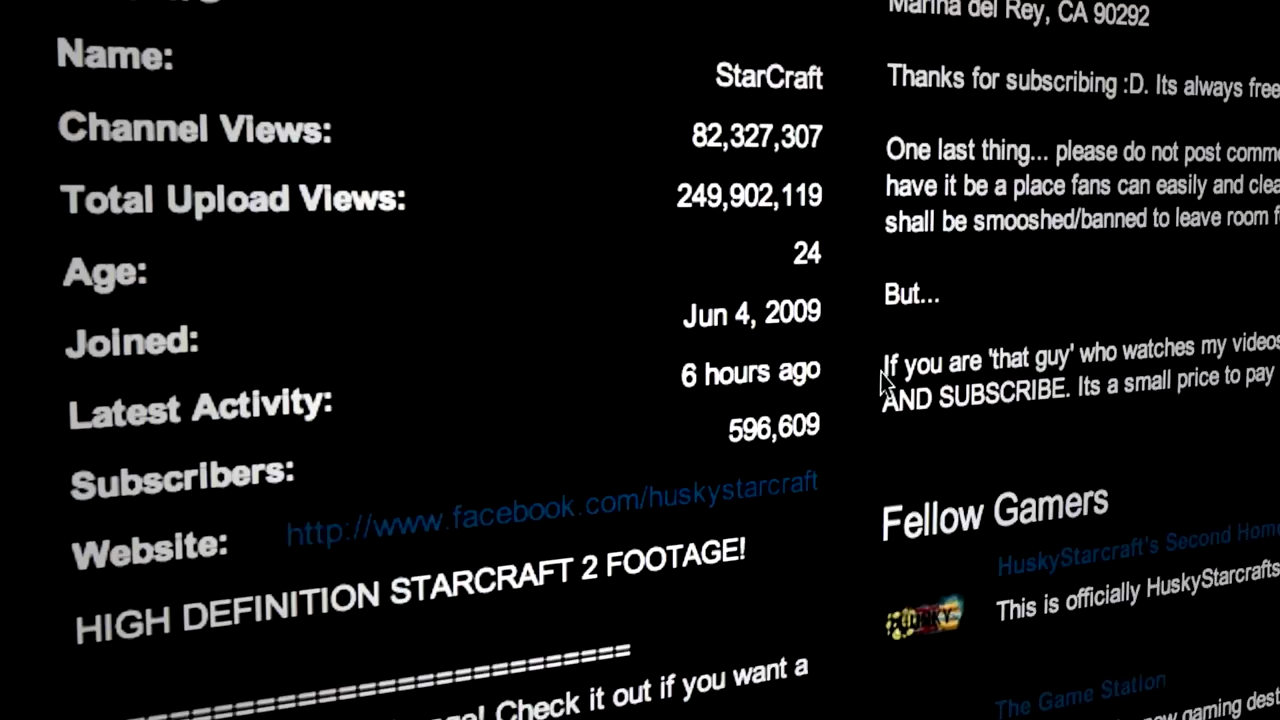 Name:
StarCraft
Channel Views:
82,327,307
Total Upload Views:
249,902,119
Age:
24
Joined:
Jun 4, 2009
Latest Activity:
6 hours ago
Subscribers:
596,609
Website:
http://www.facebook.com/huskystarcraft
HIGH DEFINITION STARCRAFT 2 FOOTAGE!
==============================
Check it out if you want a
Marina del Rey, CA 90292
Thanks for subscribing :D. Its always free
One last thing... please do not post
have it be a place fans can easily and
shall be smooshed/banned to leave room
But...
If you are 'that guy' who watches my videos
AND SUBSCRIBE. Its a small price to pay
Fellow Gamers
HuskyStarcraft's Second
HUSKY
This is officially HuskyStarcrafts
The Game Station
gaming